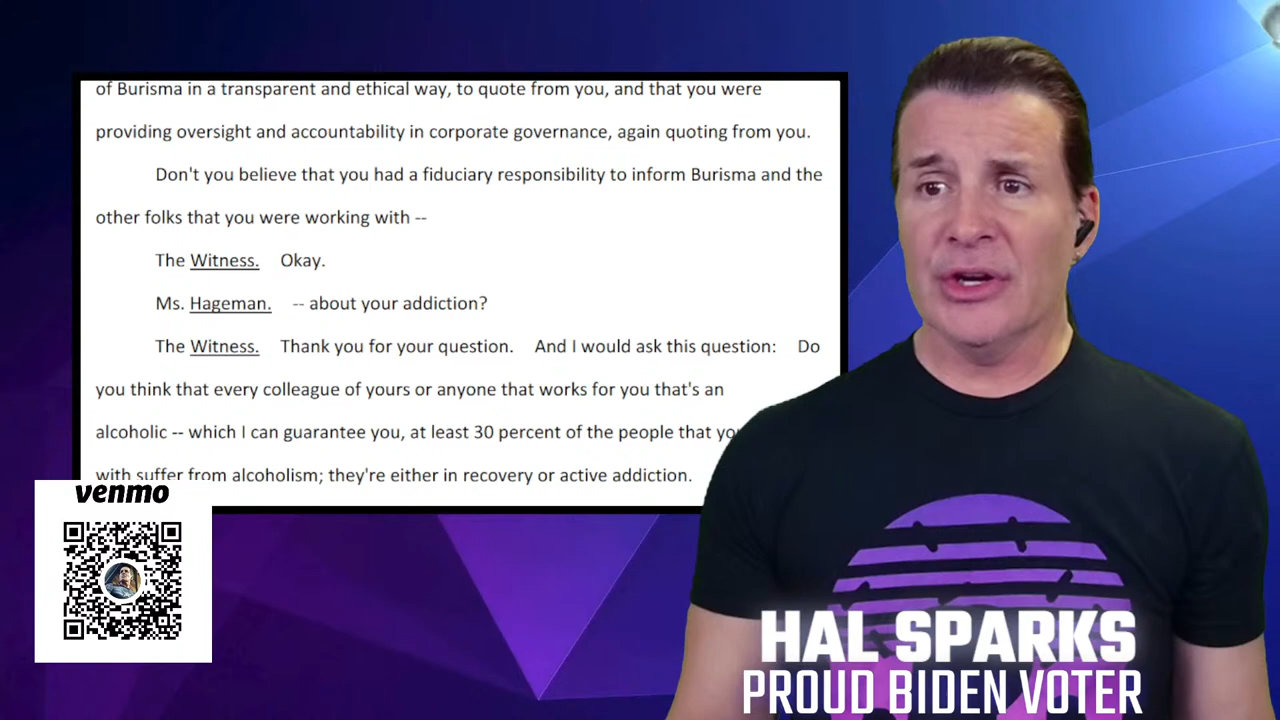 of Burisma in a transparent and ethical way, to quote from you, and that you were
providing oversight and accountability in corporate governance, again quoting from you.
Don't you believe that you had a fiduciary responsibility to inform Burisma and the
other folks that you were working with --
The Witness. Okay.
Ms. Hageman. -- about your addiction?
The Witness. Thank you for your question. And I would ask this question: Do
you think that every colleague of yours or anyone that works for you that's an
alcoholic -- which I can guarantee you, at least 30 percent of the people that
with suffer from alcoholism; they're either in recovery or active addiction.
venmo
HAL SPARKS
PROUD BIDEN VOTER